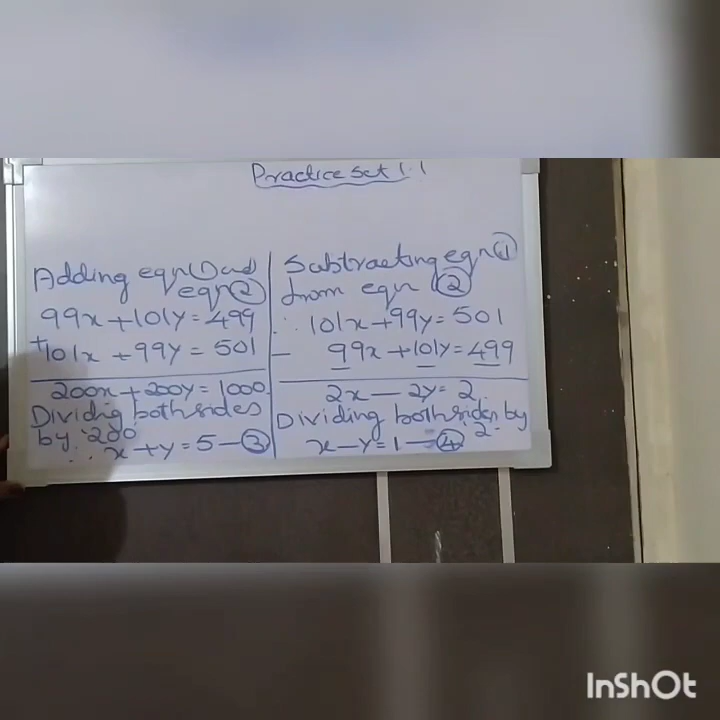 Practice Set 1.1
Adding eqn ① and
eqn ②
99x + 101y = 499
+ 101x + 99y = 501
200x + 200y = 1000
Dividing both sides
by 200
∴ x + y = 5 — ③
Subtracting eqn ①
from eqn ②
∴ 101x + 99y = 501
– 99x + 101y = 499
2x — 2y = 2
Dividing both sides by
2.
x – y = 1 — ④
InShOt